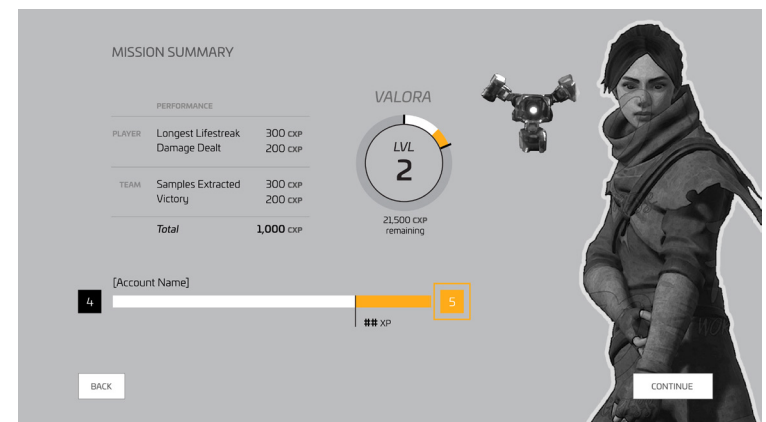 MISSION SUMMARY
PERFORMANCE
PLAYER Longest Lifestreak 300 CXP
Damage Dealt 200 CXP
TEAM Samples Extracted 300 CXP
Victory 200 CXP
Total 1,000 CXP
VALORA
LVL
2
21,500 CXP
remaining
[Account Name]
4
5
## XP
BACK
CONTINUE